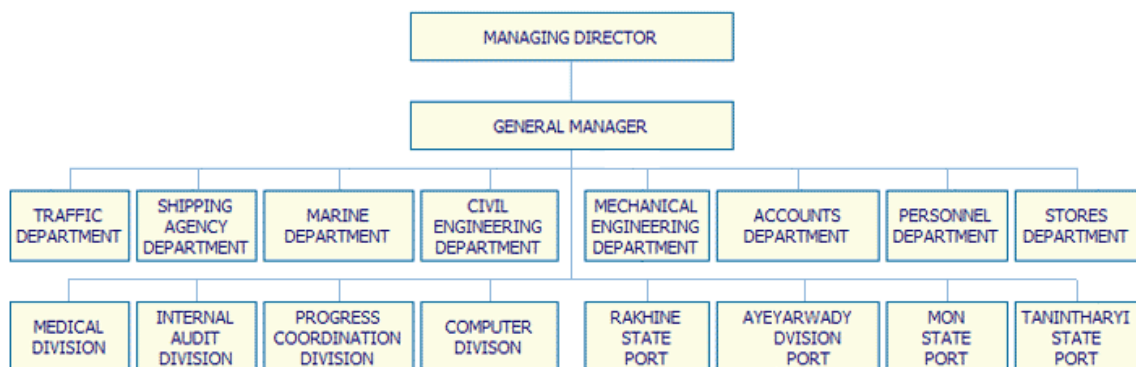 MANAGING DIRECTOR
GENERAL MANAGER
TRAFFIC
DEPARTMENT
SHIPPING
AGENCY
DEPARTMENT
MARINE
DEPARTMENT
CIVIL
ENGINEERING
DEPARTMENT
MECHANICAL
ENGINEERING
DEPARTMENT
ACCOUNTS
DEPARTMENT
PERSONNEL
DEPARTMENT
STORES
DEPARTMENT
MEDICAL
DIVISION
INTERNAL
AUDIT
DIVISION
PROGRESS
COORDINATION
DIVISION
COMPUTER
DIVISON
RAKHINE
STATE
PORT
AYEYARWADY
DVISION
PORT
MON
STATE
PORT
TANINTHARYI
STATE
PORT